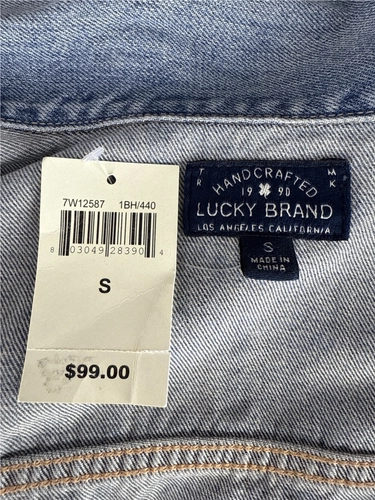 7W12587 1BH/440
8 03049 28390 4
S
$99.00
TR MK
HANDCRAFTED
19 90
LUCKY BRAND
LOS ANGELES CALIFORNIA
S
MADE IN
CHINA